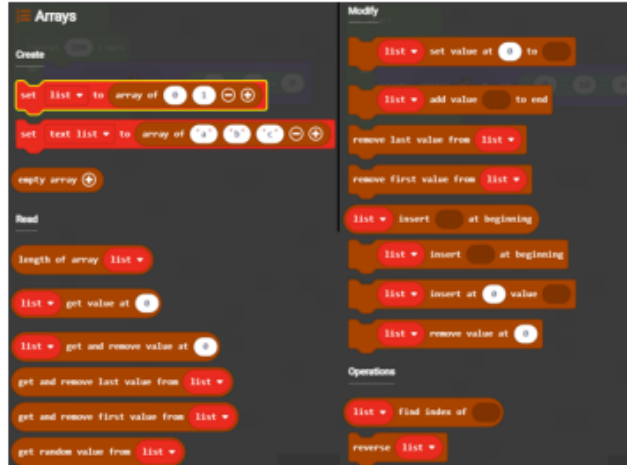 Arrays
Create
set list to array of 0 1
set text list to array of "a" "b" "c"
empty array
Read
length of array list
list get value at 0
list get and remove value at 0
get and remove last value from list
get and remove first value from list
get random value from list
Modify
list set value at 0 to
list add value to end
remove last value from list
remove first value from list
list insert at beginning
list insert at beginning
list insert at 0 value
list remove value at 0
Operations
list find index of
reverse list